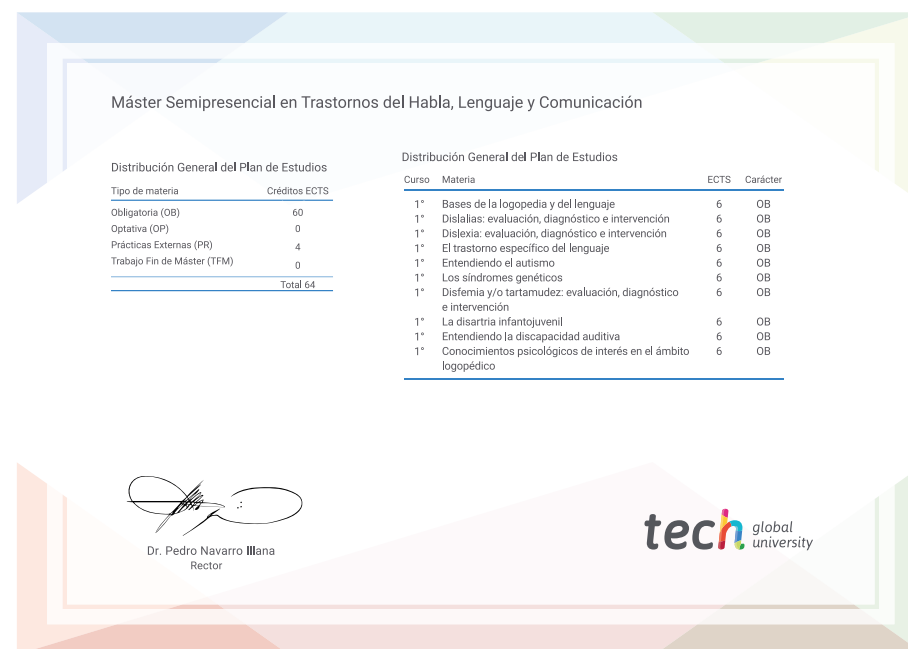 Máster Semipresencial en Trastornos del Habla, Lenguaje y Comunicación
Distribución General del Plan de Estudios
Tipo de materia Créditos ECTS
Obligatoria (OB) 60
Optativa (OP) 0
Prácticas Externas (PR) 4
Trabajo Fin de Máster (TFM) 0
Total 64
Distribución General del Plan de Estudios
Curso Materia ECTS Carácter
1° Bases de la logopedia y del lenguaje 6 OB
1° Dislalias: evaluación, diagnóstico e intervención 6 OB
1° Dislexia: evaluación, diagnóstico e intervención 6 OB
1° El trastorno específico del lenguaje 6 OB
1° Entendiendo el autismo 6 OB
1° Los síndromes genéticos 6 OB
1° Disfemia y/o tartamudez: evaluación, diagnóstico 6 OB
e intervención
1° La disartria infantojuvenil 6 OB
1° Entendiendo la discapacidad auditiva 6 OB
1° Conocimientos psicológicos de interés en el ámbito 6 OB
logopédico
Dr. Pedro Navarro Illana
Rector
tech global
university